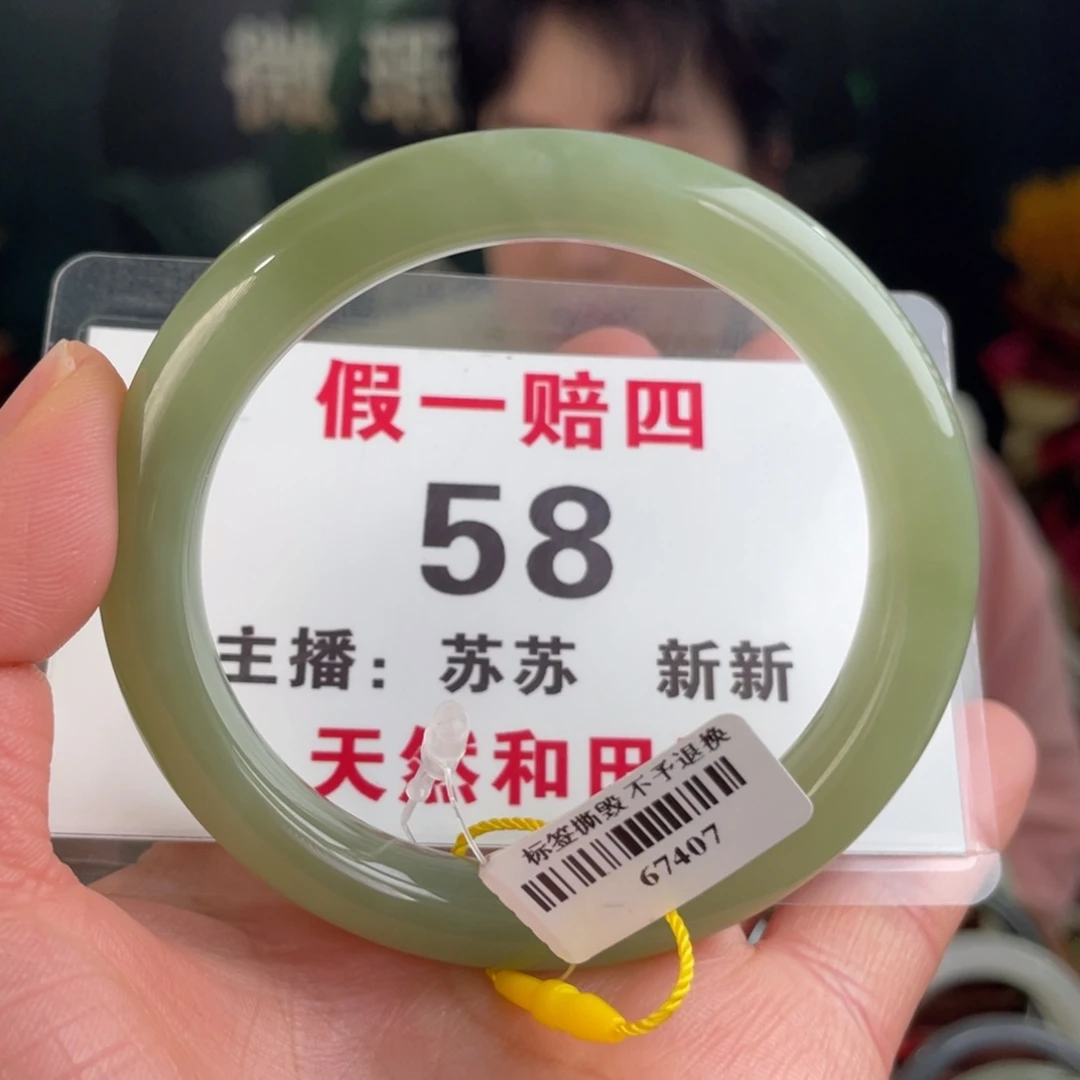 假一赔四
58
主播： 苏苏 新新
天然和田
标签撕毁 不予退换
67407